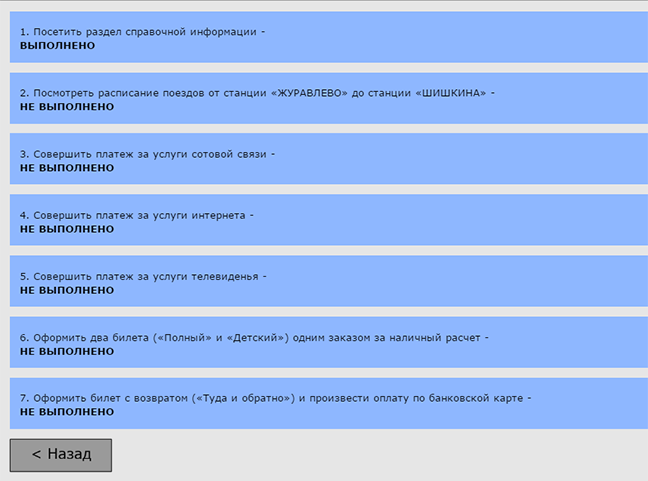 1. Посетить раздел справочной информации -
ВЫПОЛНЕНО
2. Посмотреть расписание поездов от станции «ЖУРАВЛЕВО» до станции «ШИШКИНА» -
НЕ ВЫПОЛНЕНО
3. Совершить платеж за услуги сотовой связи -
НЕ ВЫПОЛНЕНО
4. Совершить платеж за услуги интернета -
НЕ ВЫПОЛНЕНО
5. Совершить платеж за услуги телевиденья -
НЕ ВЫПОЛНЕНО
6. Оформить два билета («Полный» и «Детский») одним заказом за наличный расчет -
НЕ ВЫПОЛНЕНО
7. Оформить билет с возвратом («Туда и обратно») и произвести оплату по банковской карте -
НЕ ВЫПОЛНЕНО
< Назад